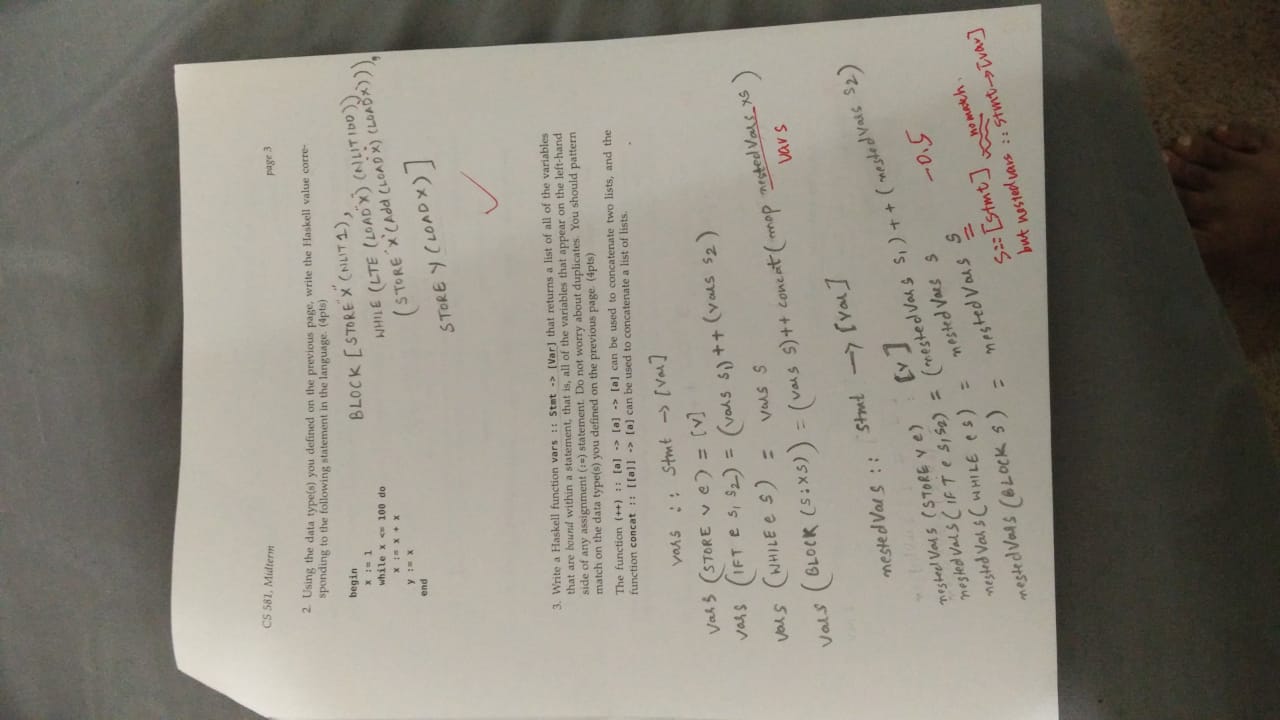 CS 581, Midterm page 3
2. Using the data type(s) you defined on the previous page, write the Haskell value corre-
sponding to the following statement in the language. (4pts)
begin
x := 1
while x <= 100 do
x := x + x
y := x
end
BLOCK [STORE "X" (NLIT 1),
WHILE (LTE (LOAD "X") (NLIT 100))
(STORE "X" (Add (LOAD "X") (LOAD "X"))),
STORE Y (LOAD X)]
3. Write a Haskell function vars :: Stmt -> [Var] that returns a list of all of the variables
that are bound within a statement, that is, all of the variables that appear on the left-hand
side of any assignment (:=) statement. Do not worry about duplicates. You should pattern
match on the data type(s) you defined on the previous page. (4pts)
The function (++) :: [a] -> [a] -> [a] can be used to concatenate two lists, and the
function concat :: [[a]] -> [a] can be used to concatenate a list of lists.
vars :: Stmt → [Var]
vars (STORE v e) = [v]
vars (IFT e s1 s2) = (vars s1) ++ (vars s2)
vars (WHILE e s) = vars s
vars (BLOCK (s:xs)) = (vars s) ++ concat (map nestedVars xs)
vars
nestedVars :: Stmt → [Var]
nestedVars (STORE v e) [v]
nestedVars (IFT e s1 s2) = (nestedVars s1) ++ (nestedVars s2)
nestedVars (WHILE e s) = nestedVars s
nestedVars (BLOCK s) = nestedVars s
-0.5
s :: [Stmt] no match.
but nestedvars :: Stmt → [var]